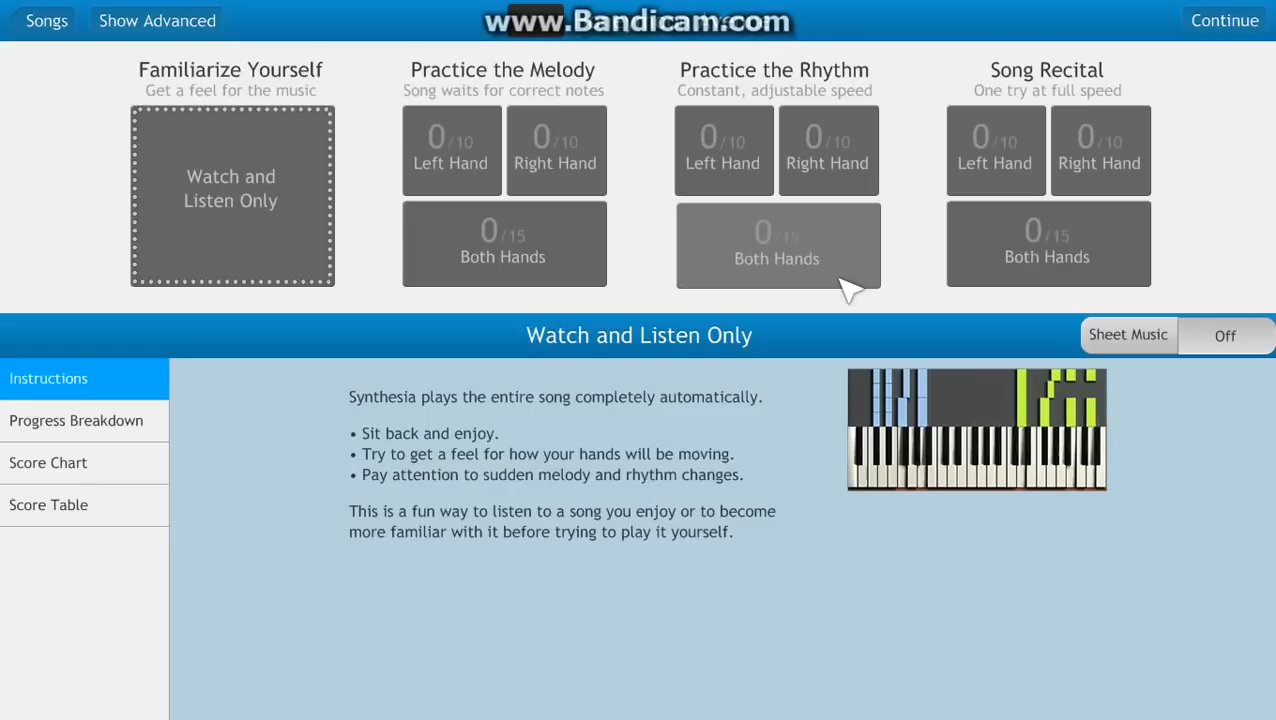 Songs
Show Advanced
www.Bandicam.com
Continue
Familiarize Yourself
Get a feel for the music
Watch and
Listen Only
Practice the Melody
Song waits for correct notes
0/10
Left Hand
0/10
Right Hand
0/15
Both Hands
Practice the Rhythm
Constant, adjustable speed
0/10
Left Hand
0/10
Right Hand
0/15
Both Hands
Song Recital
One try at full speed
0/10
Left Hand
0/10
Right Hand
0/15
Both Hands
Watch and Listen Only
Sheet Music
Off
Instructions
Progress Breakdown
Score Chart
Score Table
Synthesia plays the entire song completely automatically.
• Sit back and enjoy.
• Try to get a feel for how your hands will be moving.
• Pay attention to sudden melody and rhythm changes.
This is a fun way to listen to a song you enjoy or to become
more familiar with it before trying to play it yourself.